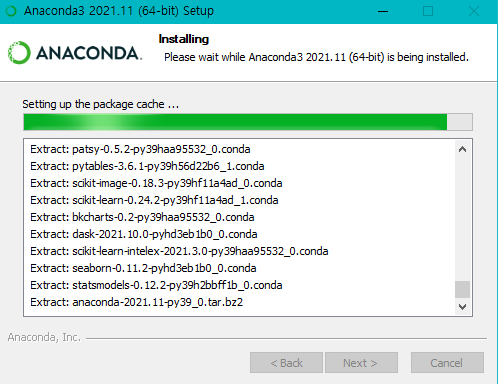 Anaconda3 2021.11 (64-bit) Setup
ANACONDA.
Installing
Please wait while Anaconda3 2021.11 (64-bit) is being installed.
Setting up the package cache ...
Extract: patsy-0.5.2-py39haa95532_0.conda
Extract: pytables-3.6.1-py39h56d22b6_1.conda
Extract: scikit-image-0.18.3-py39hf11a4ad_0.conda
Extract: scikit-learn-0.24.2-py39hf11a4ad_1.conda
Extract: bkcharts-0.2-py39haa95532_0.conda
Extract: dask-2021.10.0-pyhd3eb1b0_0.conda
Extract: scikit-learn-intelex-2021.3.0-py39haa95532_0.conda
Extract: seaborn-0.11.2-pyhd3eb1b0_0.conda
Extract: statsmodels-0.12.2-py39h2bbff1b_0.conda
Extract: anaconda-2021.11-py39_0.tar.bz2
Anaconda, Inc.
< Back
Next >
Cancel